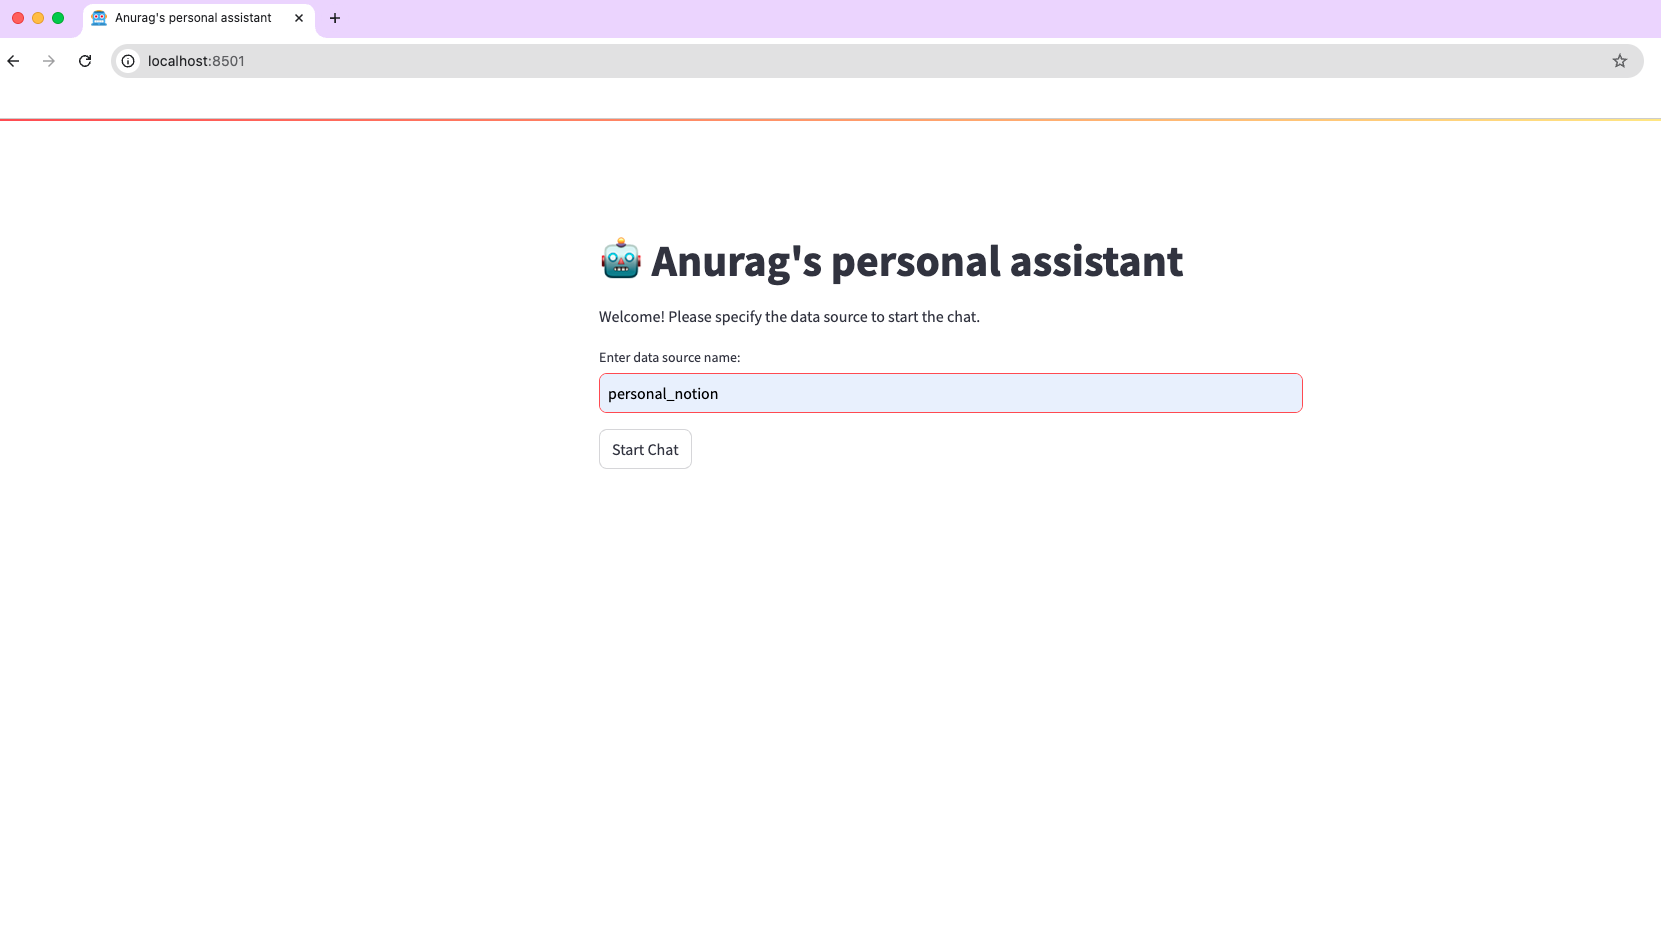 Anurag's personal assistant
localhost:8501
Anurag's personal assistant
Welcome! Please specify the data source to start the chat.
Enter data source name:
personal_notion
Start Chat